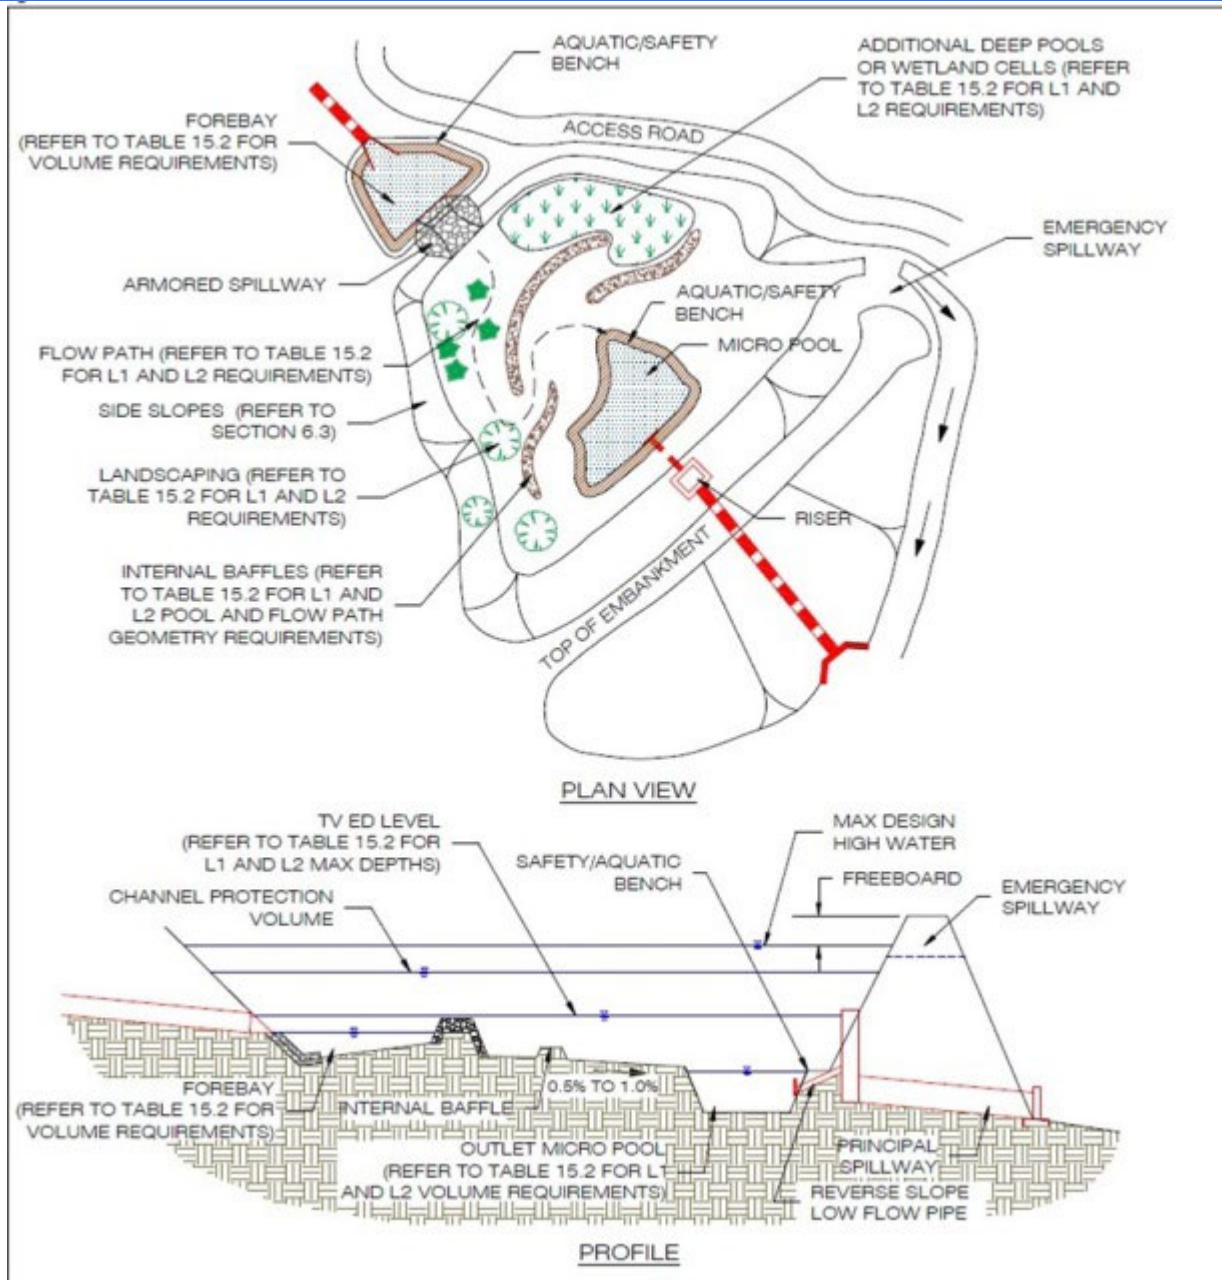 AQUATIC/SAFETY
BENCH
ADDITIONAL DEEP POOLS
OR WETLAND CELLS (REFER
TO TABLE 15.2 FOR L1 AND
L2 REQUIREMENTS)
FOREBAY
(REFER TO TABLE 15.2 FOR
VOLUME REQUIREMENTS)
ACCESS ROAD
EMERGENCY
SPILLWAY
ARMORED SPILLWAY
AQUATIC/SAFETY
BENCH
MICRO POOL
FLOW PATH (REFER TO TABLE 15.2
FOR L1 AND L2 REQUIREMENTS)
SIDE SLOPES (REFER TO
SECTION 6.3)
LANDSCAPING (REFER TO
TABLE 15.2 FOR L1 AND L2
REQUIREMENTS)
RISER
INTERNAL BAFFLES (REFER
TO TABLE 15.2 FOR L1 AND
L2 POOL AND FLOW PATH
GEOMETRY REQUIREMENTS)
TOP OF EMBANKMENT
PLAN VIEW
TV ED LEVEL
(REFER TO TABLE 15.2 FOR
L1 AND L2 MAX DEPTHS)
MAX DESIGN
HIGH WATER
SAFETY/AQUATIC
BENCH
FREEBOARD
EMERGENCY
SPILLWAY
CHANNEL PROTECTION
VOLUME
FOREBAY
(REFER TO TABLE 15.2 FOR
VOLUME REQUIREMENTS)
INTERNAL BAFFLE
0.5% TO 1.0%
OUTLET MICRO POOL
(REFER TO TABLE 15.2 FOR L1
AND L2 VOLUME REQUIREMENTS)
PRINCIPAL
SPILLWAY
REVERSE SLOPE
LOW FLOW PIPE
PROFILE